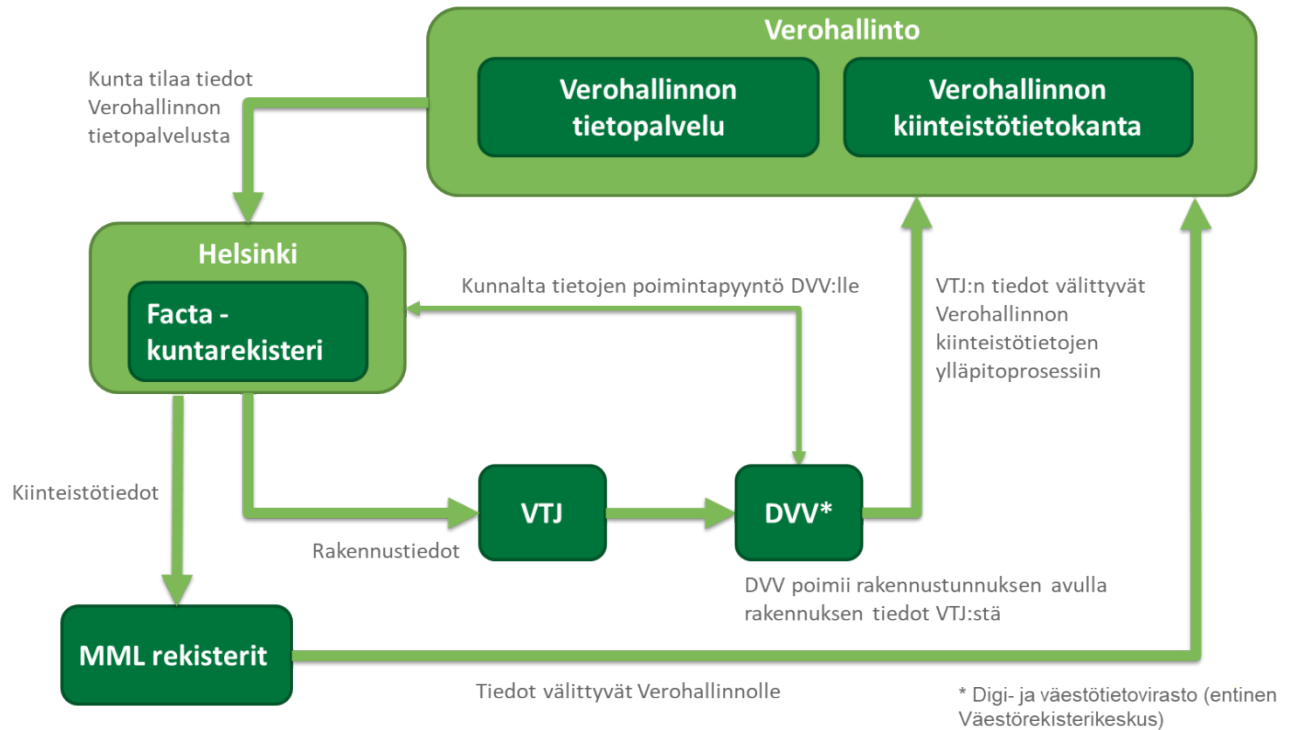 Verohallinto
Kunta tilaa tiedot
Verohallinnon
tietopalvelusta
Verohallinnon
tietopalvelu
Verohallinnon
kiinteistötietokanta
Helsinki
Facta -
kuntarekisteri
Kunnalta tietojen poimintapyyntö DVV:lle
VTJ:n tiedot välittyvät
Verohallinnon
kiinteistötietojen
ylläpitoprosessiin
Kiinteistötiedot
Rakennustiedot
VTJ
DVV*
DVV poimii rakennustunnuksen avulla
rakennuksen tiedot VTJ:stä
MML rekisterit
Tiedot välittyvät Verohallinnolle
* Digi- ja väestötietovirasto (entinen
Väestörekisterikeskus)